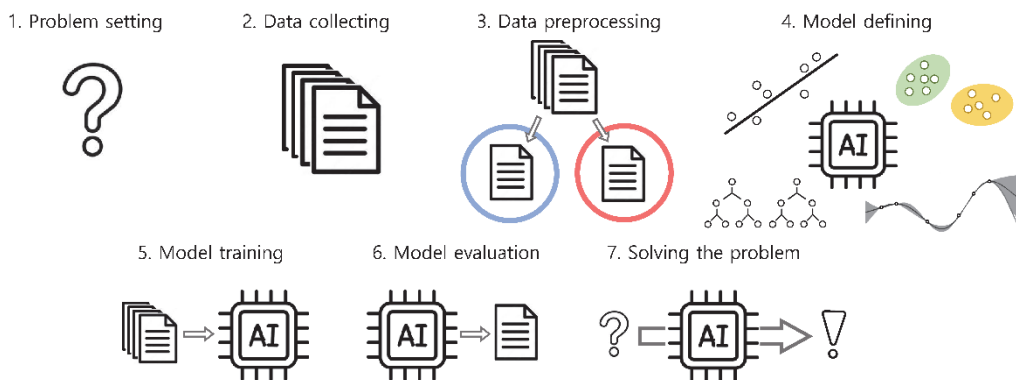 1. Problem setting
2. Data collecting
3. Data preprocessing
4. Model defining
AI
5. Model training
6. Model evaluation
7. Solving the problem
AI
AI
AI